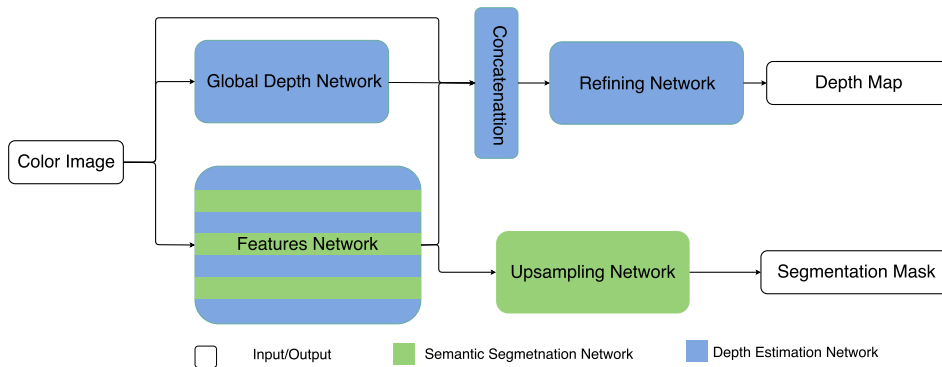 Color Image
Global Depth Network
Concatenattion
Refining Network
Depth Map
Features Network
Upsampling Network
Segmentation Mask
Input/Output
Semantic Segmetnation Network
Depth Estimation Network